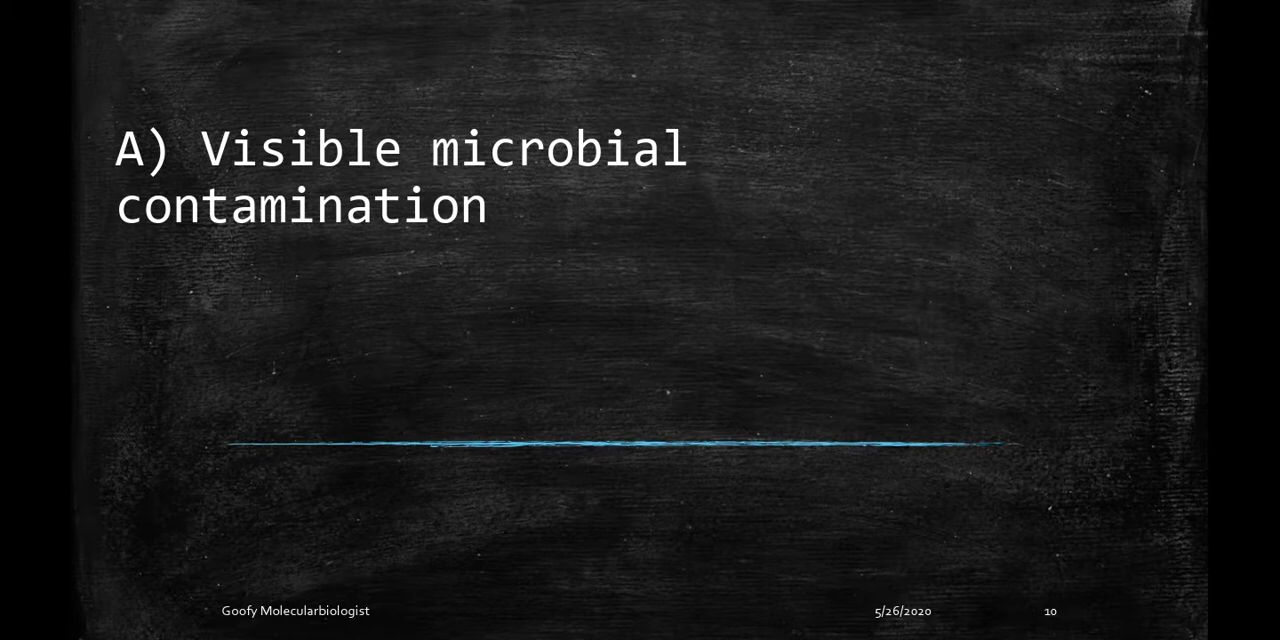 A) Visible microbial
contamination
Goofy Molecularbiologist
5/26/2020
10